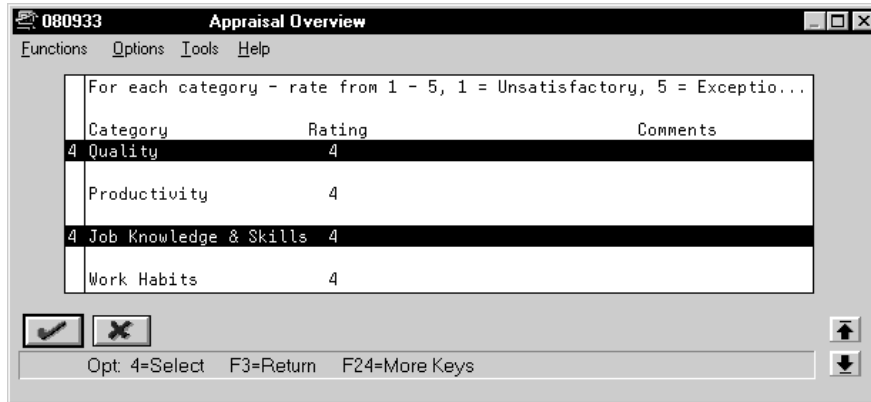 080933 Appraisal Overview
Functions Options Tools Help
For each category - rate from 1 - 5, 1 = Unsatisfactory, 5 = Exceptio...
Category Rating Comments
4 Quality 4
Productivity 4
4 Job Knowledge & Skills 4
Work Habits 4
Opt: 4=Select F3=Return F24=More Keys